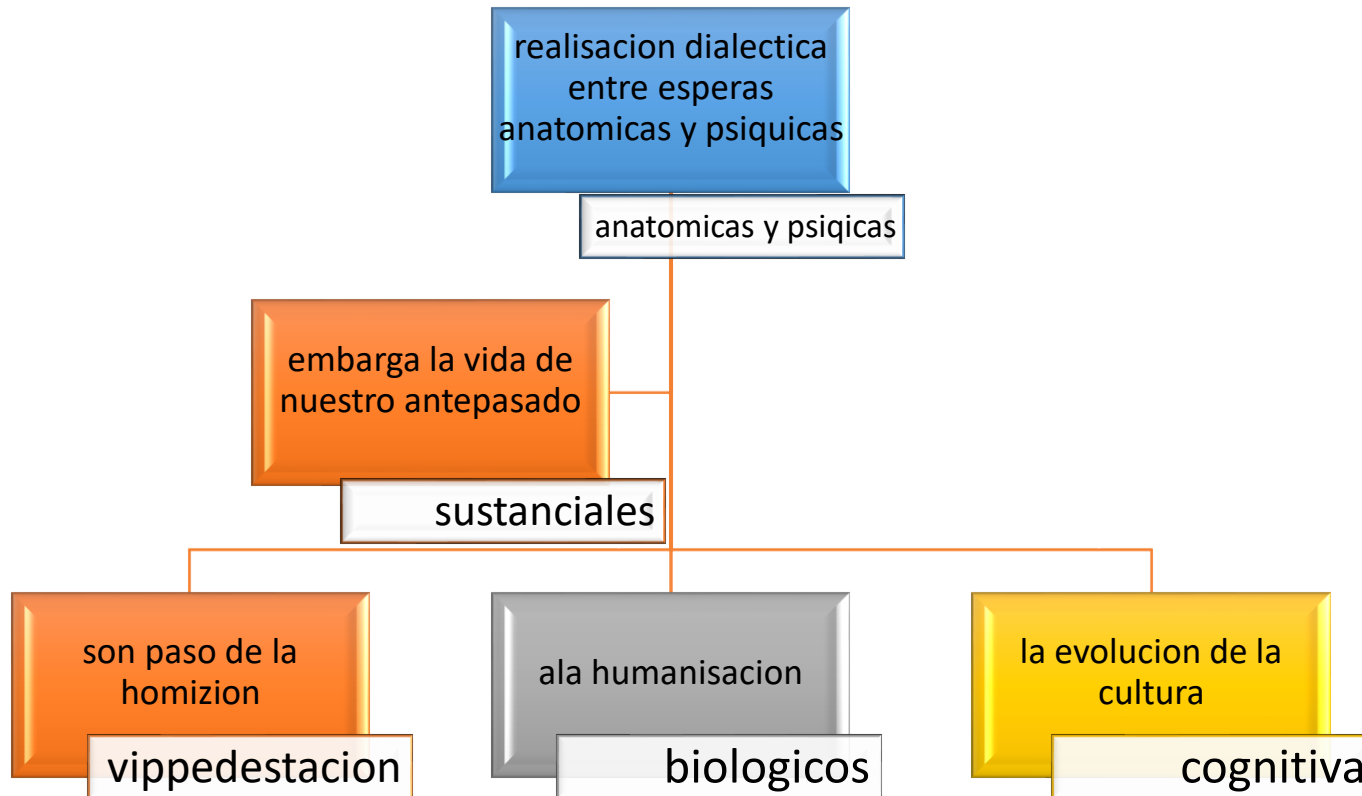 realisacion dialectica
entre esperas
anatomicas y psiquicas
anatomicas y psiqicas
embarga la vida de
nuestro antepasado
sustanciales
son paso de la
homizion
vippedestacion
ala humanisacion
biologicos
la evolucion de la
cultura
cognitiva